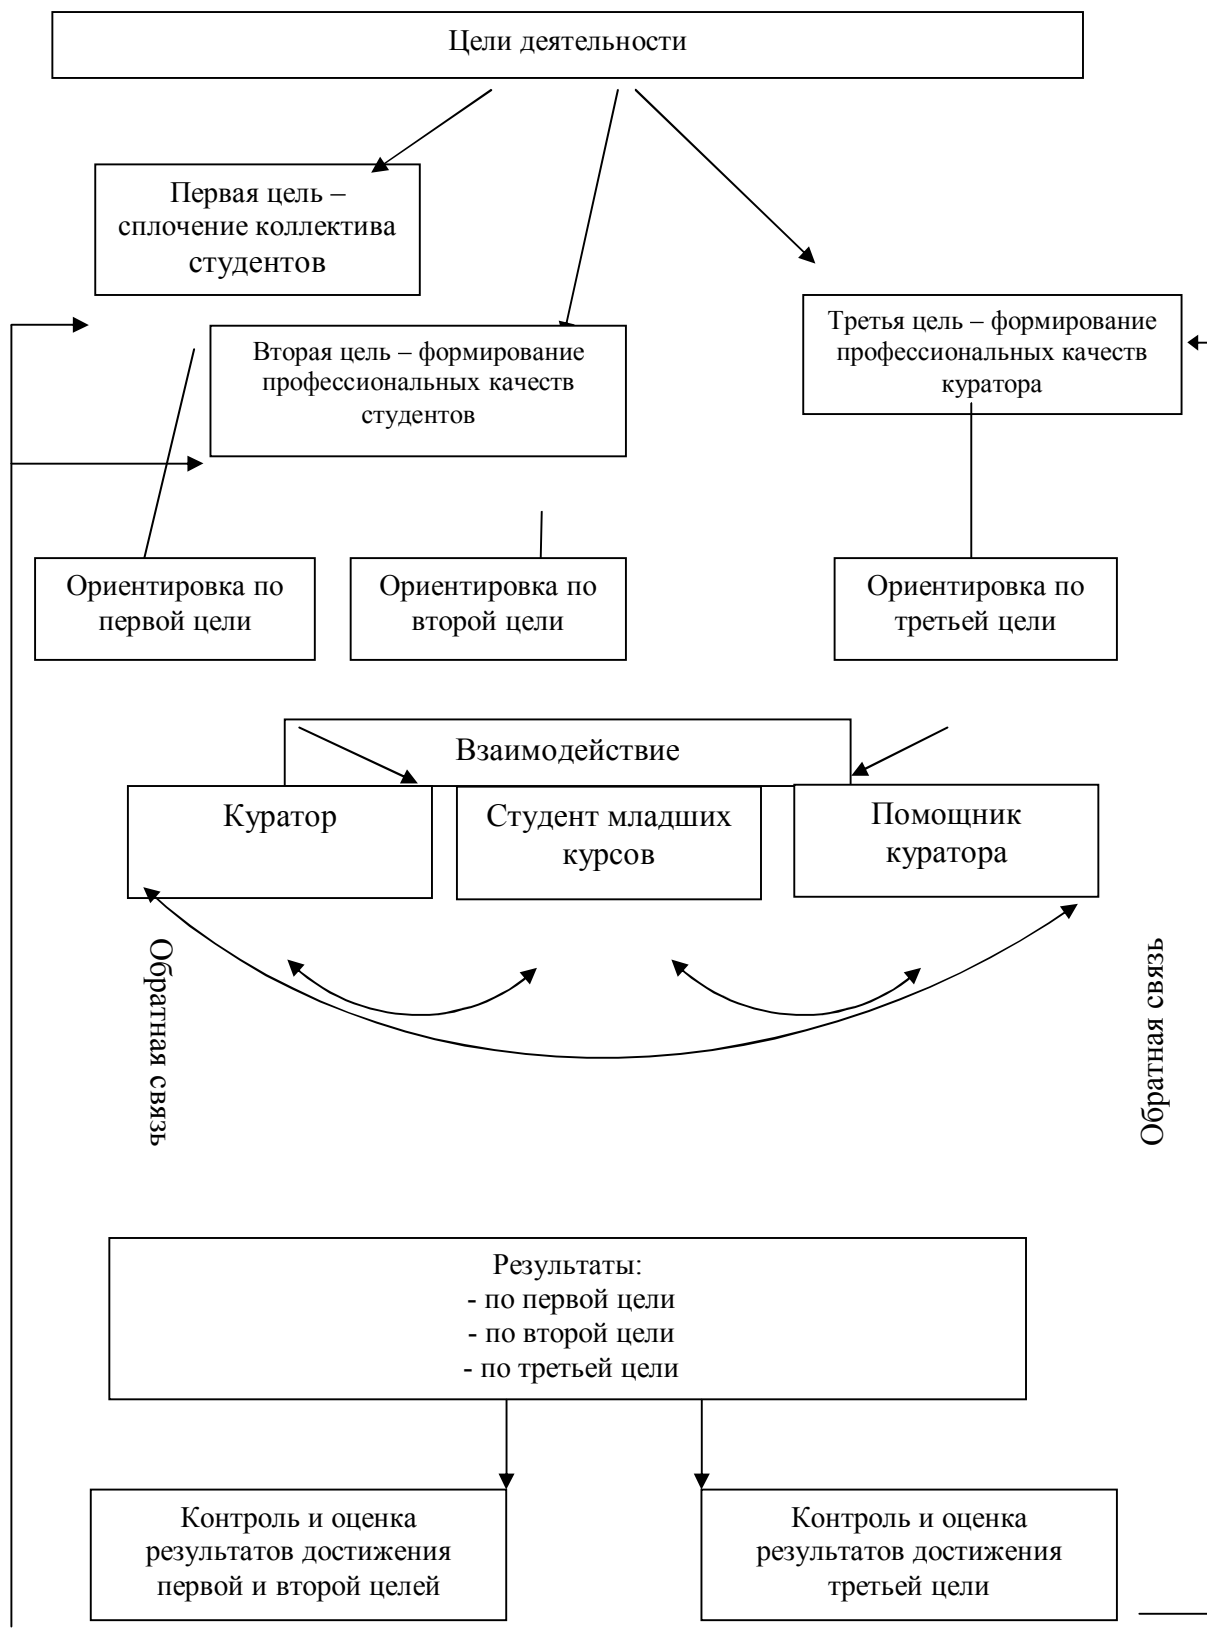 Цели деятельности
Первая цель –
сплочение коллектива
студентов
Вторая цель – формирование
профессиональных качеств
студентов
Третья цель – формирование
профессиональных качеств
куратора
Ориентировка по
первой цели
Ориентировка по
второй цели
Ориентировка по
третьей цели
Взаимодействие
Куратор
Студент младших
курсов
Помощник
куратора
Обратная связь
Обратная связь
Результаты:
- по первой цели
- по второй цели
- по третьей цели
Контроль и оценка
результатов достижения
первой и второй целей
Контроль и оценка
результатов достижения
третьей цели